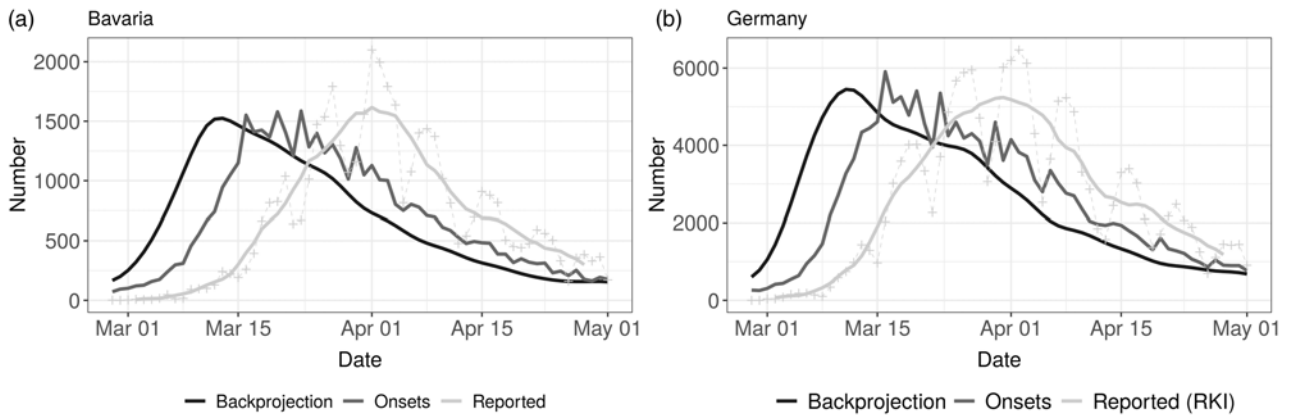 (a) Bavaria
2000
1500
1000
500
0
Number
Mar 01 Mar 15 Apr 01 Apr 15 May 01
Date
Backprojection Onsets Reported
(b) Germany
6000
4000
2000
0
Number
Mar 01 Mar 15 Apr 01 Apr 15 May 01
Date
Backprojection Onsets Reported (RKI)